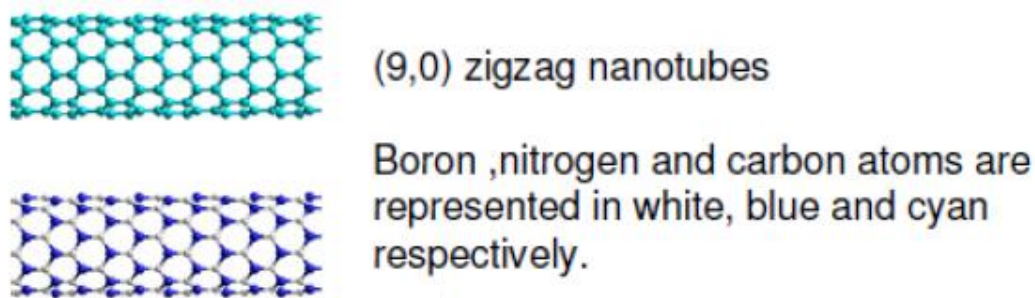 (9,0) zigzag nanotubes
Boron ,nitrogen and carbon atoms are
represented in white, blue and cyan
respectively.